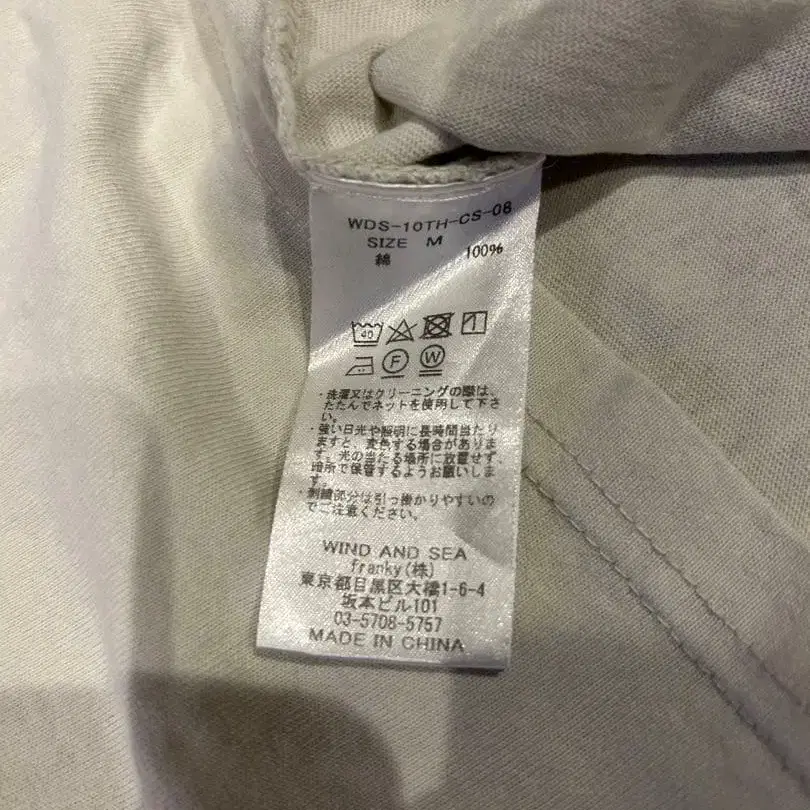 WDS-10TH-CS-08
SIZE M
綿 100%
40
F W
・洗濯又はクリーニングの際は、
たたんでネットを使用して下さ
い。
・強い日光や照明に長時間当たり
ますと、変色する場合がありま
す。光の当たる場所に放置せず、
暗所で保管するようお願いしま
す。
・刺繍部分は引っ掛かりやすいの
でご注意ください。
WIND AND SEA
franky(株)
東京都目黒区大橋1-6-4
坂本ビル101
03-5708-5757
MADE IN CHINA